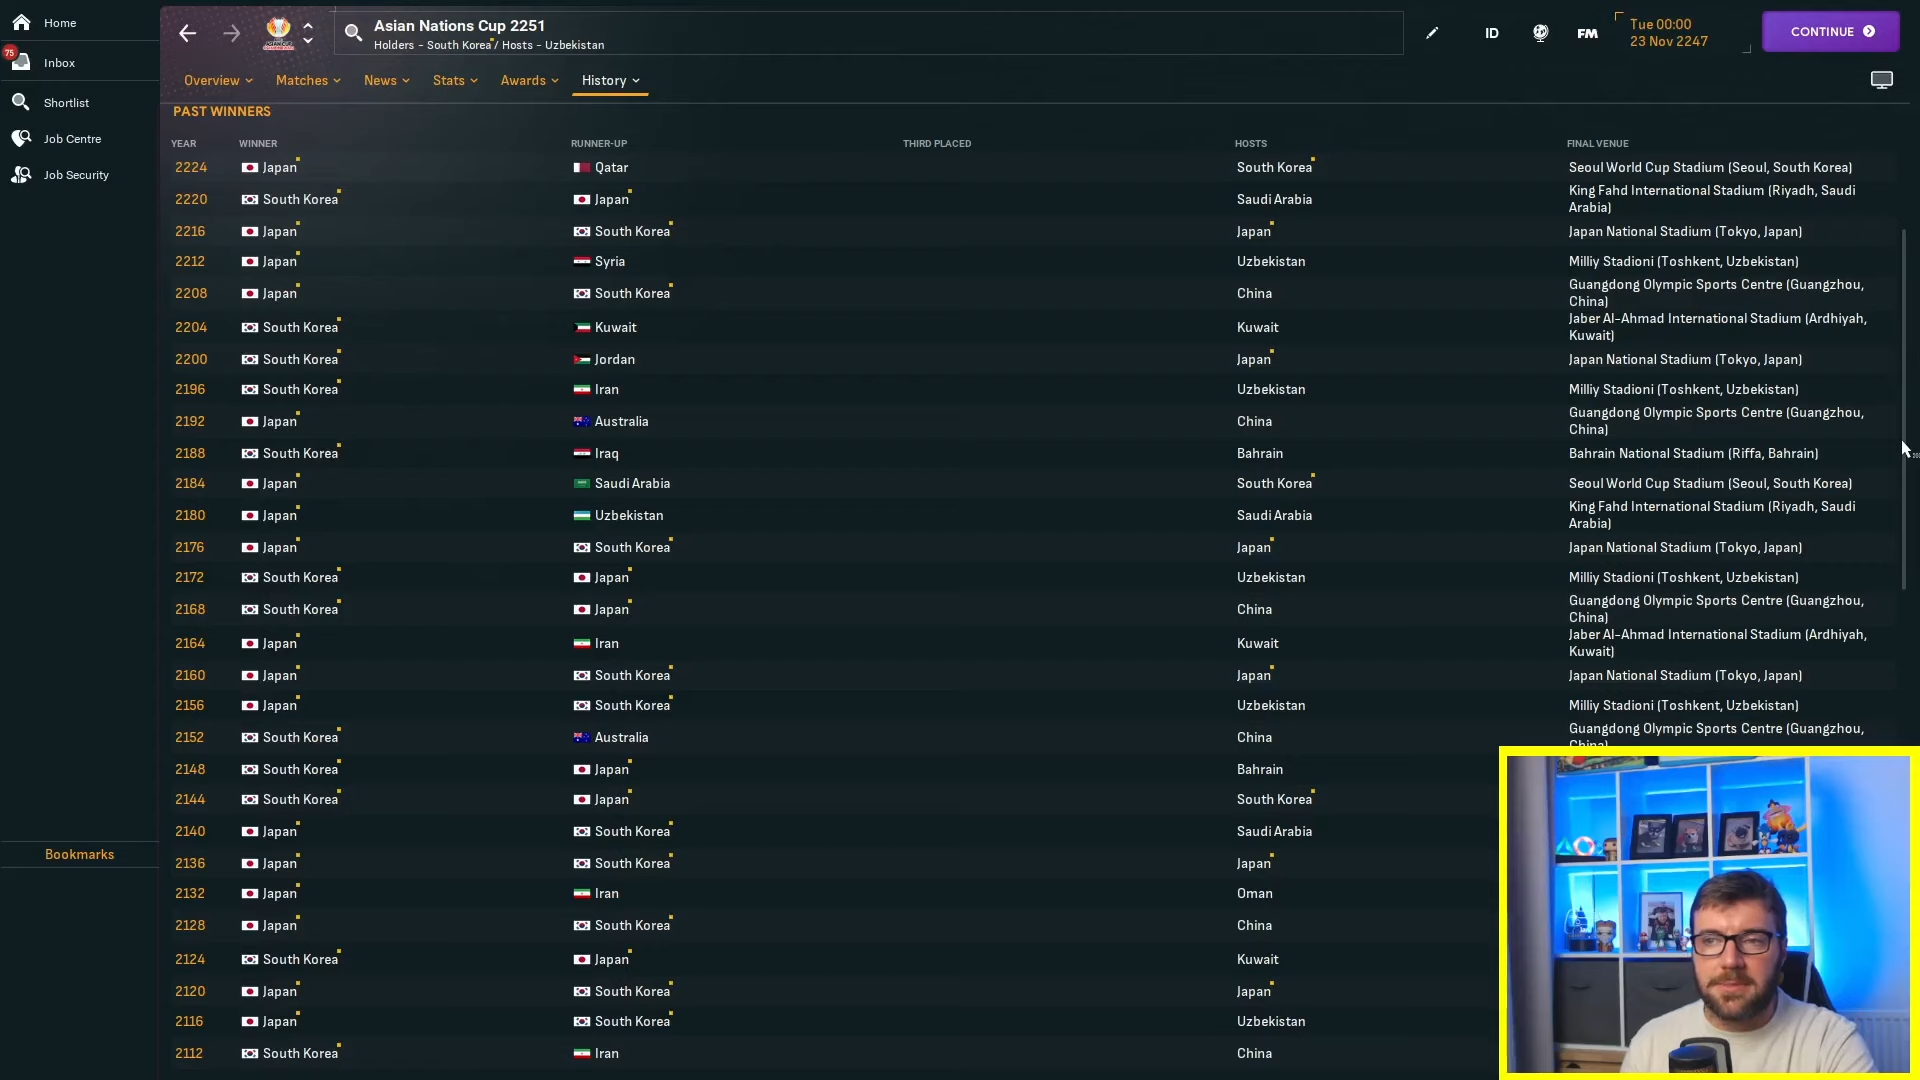 Home
75
Inbox
Shortlist
Job Centre
Job Security
Bookmarks
Asian Nations Cup 2251
Holders - South Korea / Hosts - Uzbekistan
ID
FM
Tue 00:00
23 Nov 2247
CONTINUE
Overview Matches News Stats Awards History
PAST WINNERS
YEAR WINNER RUNNER-UP THIRD PLACED HOSTS FINAL VENUE
2224 Japan Qatar South Korea Seoul World Cup Stadium (Seoul, South Korea)
2220 South Korea Japan Saudi Arabia King Fahd International Stadium (Riyadh, Saudi
Arabia)
2216 Japan South Korea Japan Japan National Stadium (Tokyo, Japan)
2212 Japan Syria Uzbekistan Milliy Stadioni (Toshkent, Uzbekistan)
2208 Japan South Korea China Guangdong Olympic Sports Centre (Guangzhou,
China)
2204 South Korea Kuwait Kuwait Jaber Al-Ahmad International Stadium (Ardhiyah,
Kuwait)
2200 South Korea Jordan Japan Japan National Stadium (Tokyo, Japan)
2196 South Korea Iran Uzbekistan Milliy Stadioni (Toshkent, Uzbekistan)
2192 Japan Australia China Guangdong Olympic Sports Centre (Guangzhou,
China)
2188 South Korea Iraq Bahrain Bahrain National Stadium (Riffa, Bahrain)
2184 Japan Saudi Arabia South Korea Seoul World Cup Stadium (Seoul, South Korea)
2180 Japan Uzbekistan Saudi Arabia King Fahd International Stadium (Riyadh, Saudi
Arabia)
2176 Japan South Korea Japan Japan National Stadium (Tokyo, Japan)
2172 South Korea Japan Uzbekistan Milliy Stadioni (Toshkent, Uzbekistan)
2168 South Korea Japan China Guangdong Olympic Sports Centre (Guangzhou,
China)
2164 Japan Iran Kuwait Jaber Al-Ahmad International Stadium (Ardhiyah,
Kuwait)
2160 Japan South Korea Japan Japan National Stadium (Tokyo, Japan)
2156 Japan South Korea Uzbekistan Milliy Stadioni (Toshkent, Uzbekistan)
2152 South Korea Australia China Guangdong Olympic Sports Centre (Guangzhou,
China)
2148 South Korea Japan Bahrain
2144 South Korea Japan South Korea
2140 Japan South Korea Saudi Arabia
2136 Japan South Korea Japan
2132 Japan Iran Oman
2128 Japan South Korea China
2124 South Korea Japan Kuwait
2120 Japan South Korea Japan
2116 Japan South Korea Uzbekistan
2112 South Korea Iran China